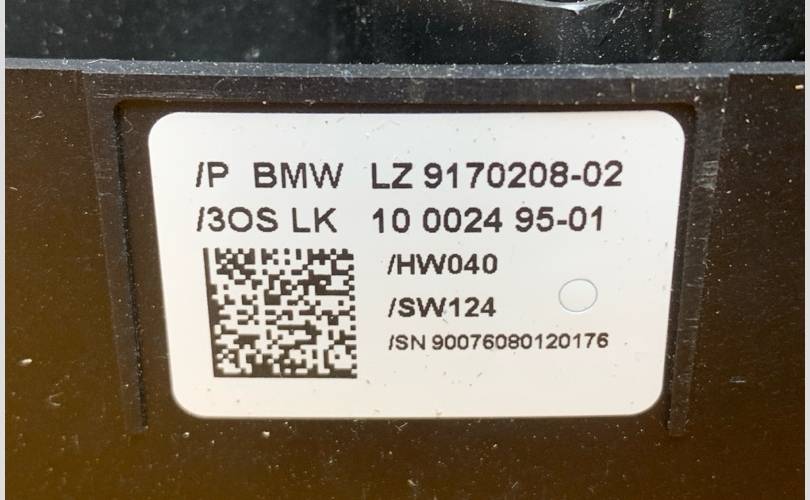 /P BMW LZ 9170208-02
/3OS LK 10 0024 95-01
/HW040
/SW124
/SN 90076080120176